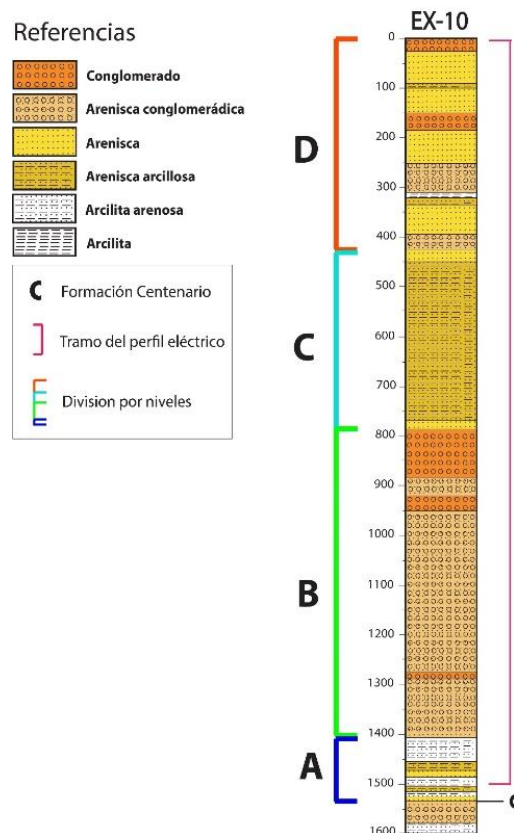 Referencias
Conglomerado
Arenisca conglomerádica
Arenisca
Arenisca arcillosa
Arcilita arenosa
Arcilita
C Formación Centenario
Tramo del perfil eléctrico
Division por niveles
EX-10
0
100
200
300
400
500
600
700
800
900
1000
1100
1200
1300
1400
1500
1600
D
C
B
A